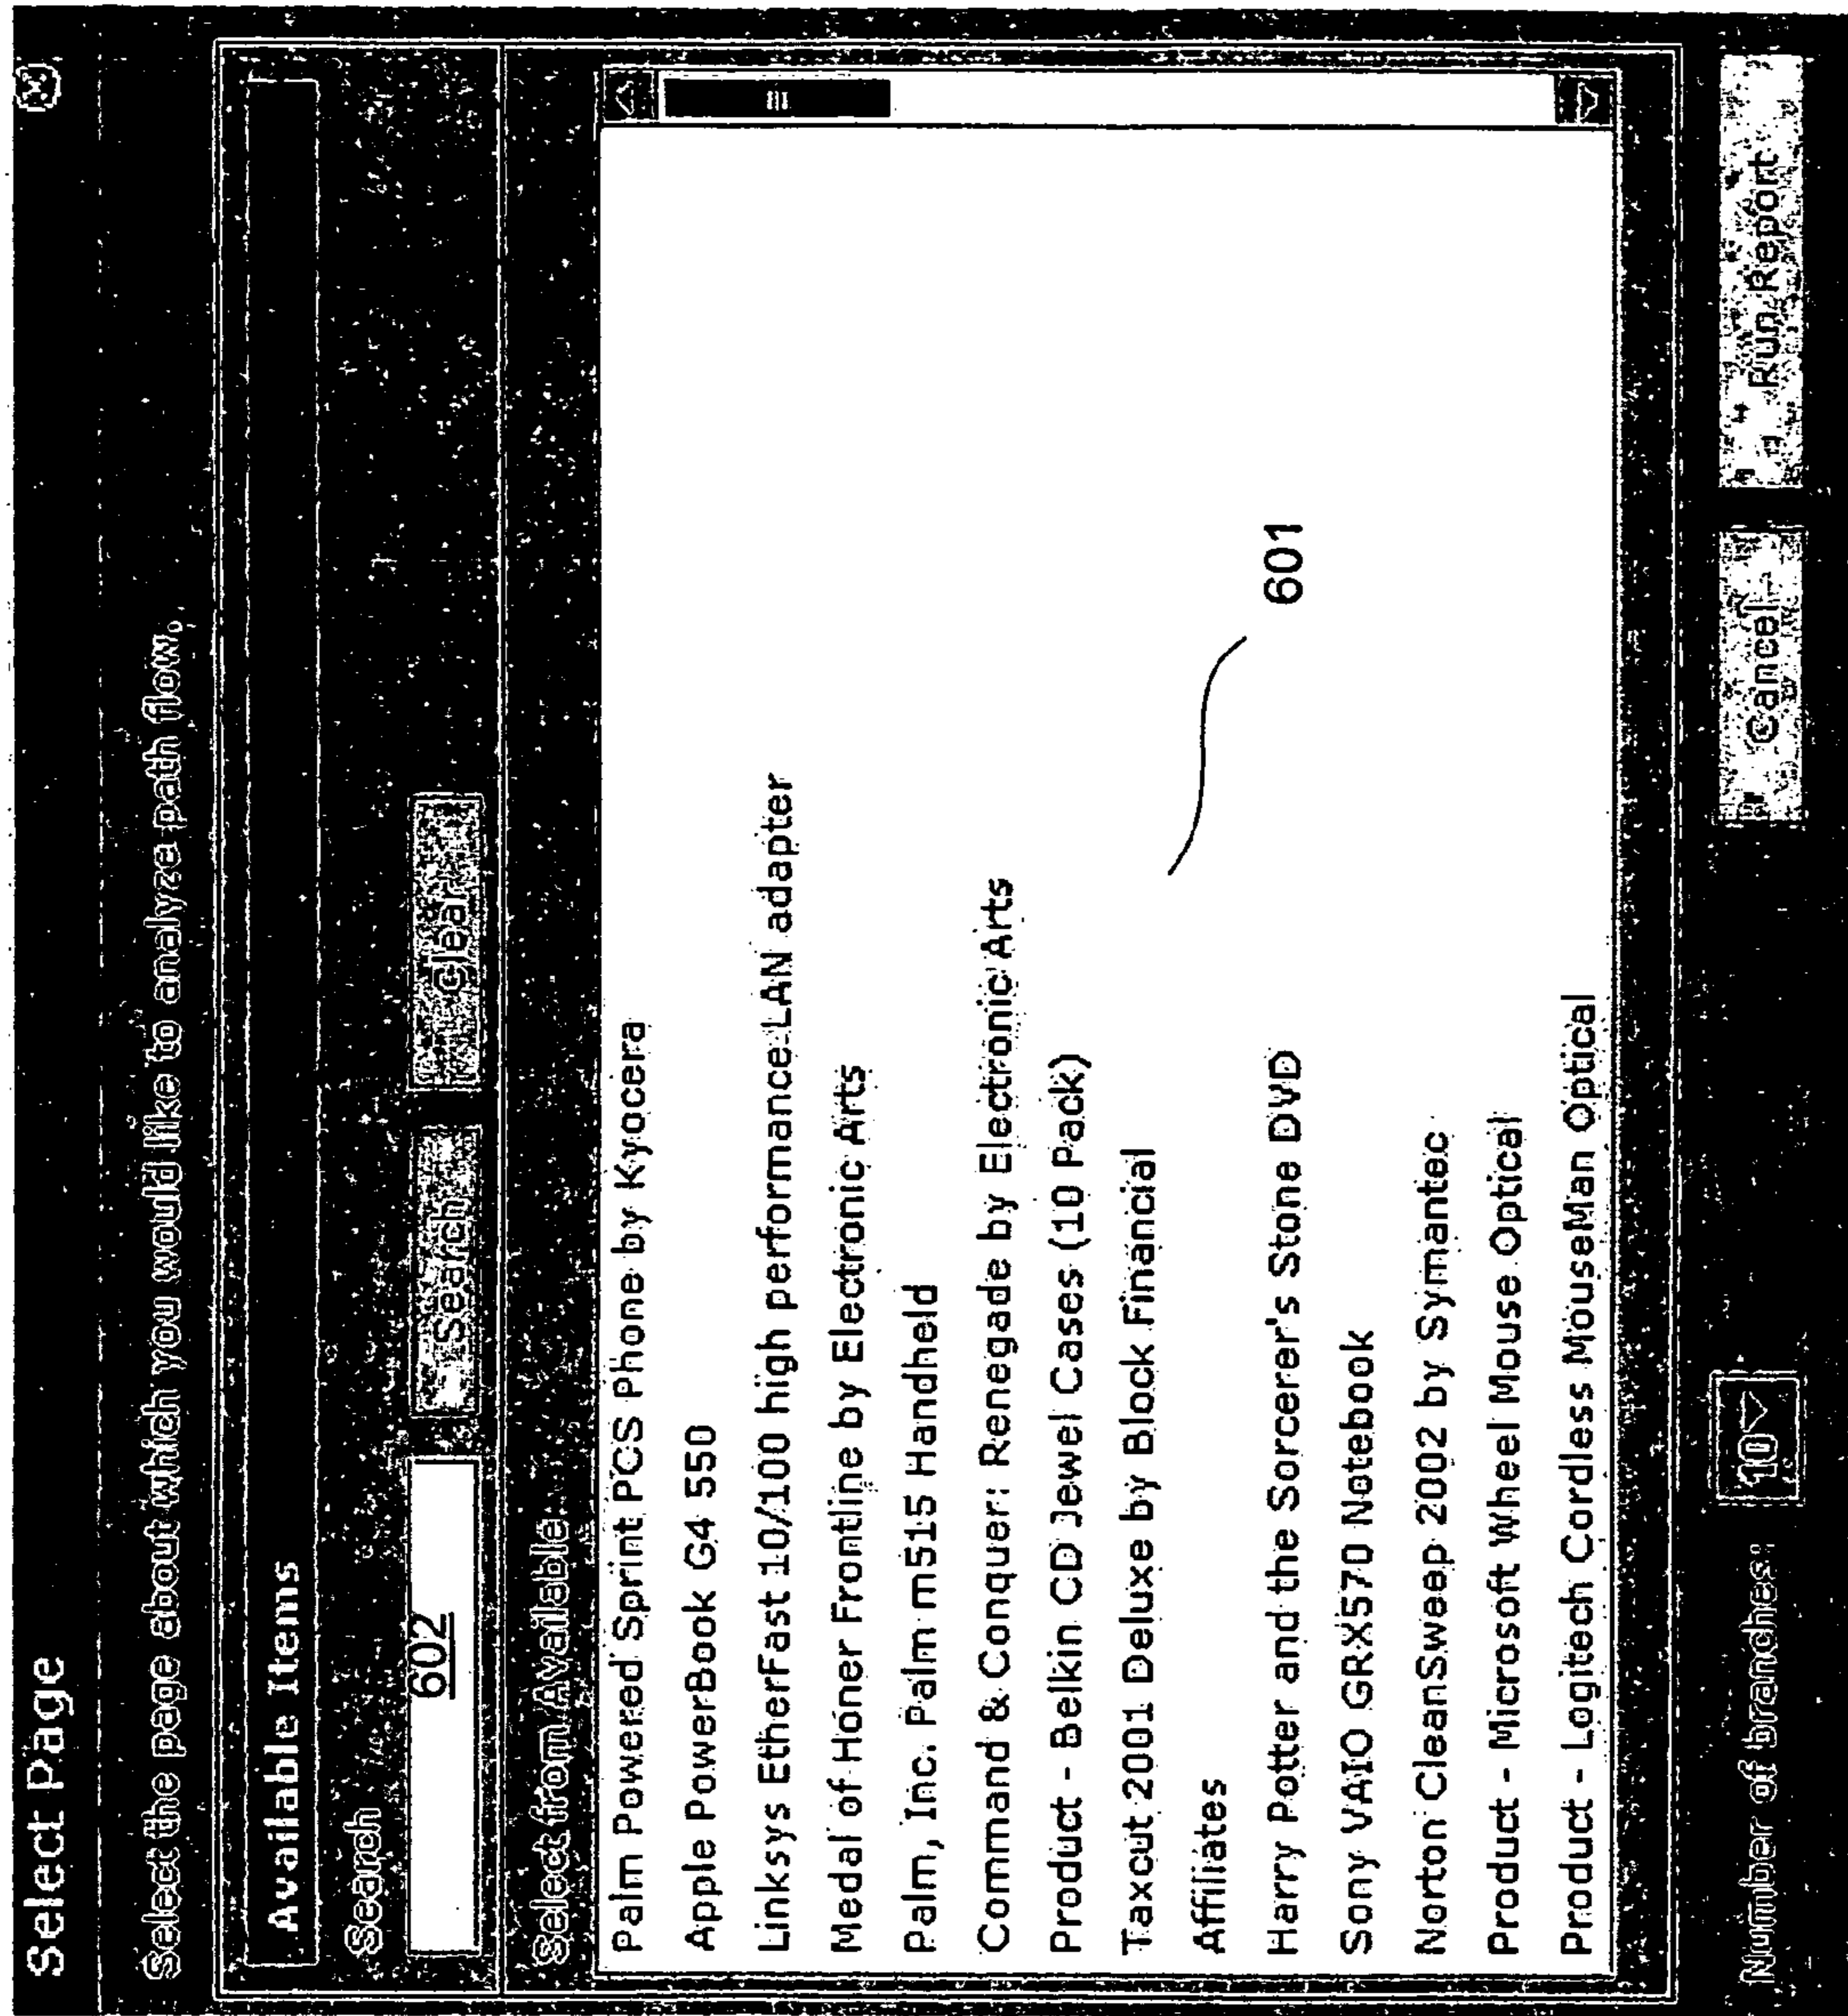 Select Page
Select the page about which you would like to analyze path flow.
Available Items
Search
602 Search Clear
Select from Available
Palm Powered Sprint PCS Phone by Kyocera
Apple PowerBook G4 550
Linksys EtherFast 10/100 high performance LAN adapter
Medal of Honer Frontline by Electronic Arts
Palm, Inc. Palm m515 Handheld
Command & Conquer: Renegade by Electronic Arts
Product - Belkin CD Jewel Cases (10 Pack)
Taxcut 2001 Deluxe by Block Financial
Affiliates
601
Harry Potter and the Sorcerer's Stone DVD
Sony VAIO GRX570 Notebook
Norton CleanSweep 2002 by Symantec
Product - Microsoft Wheel Mouse Optical
Product - Logitech Cordless MouseMan Optical
Number of branches: 10 Cancel Run Report